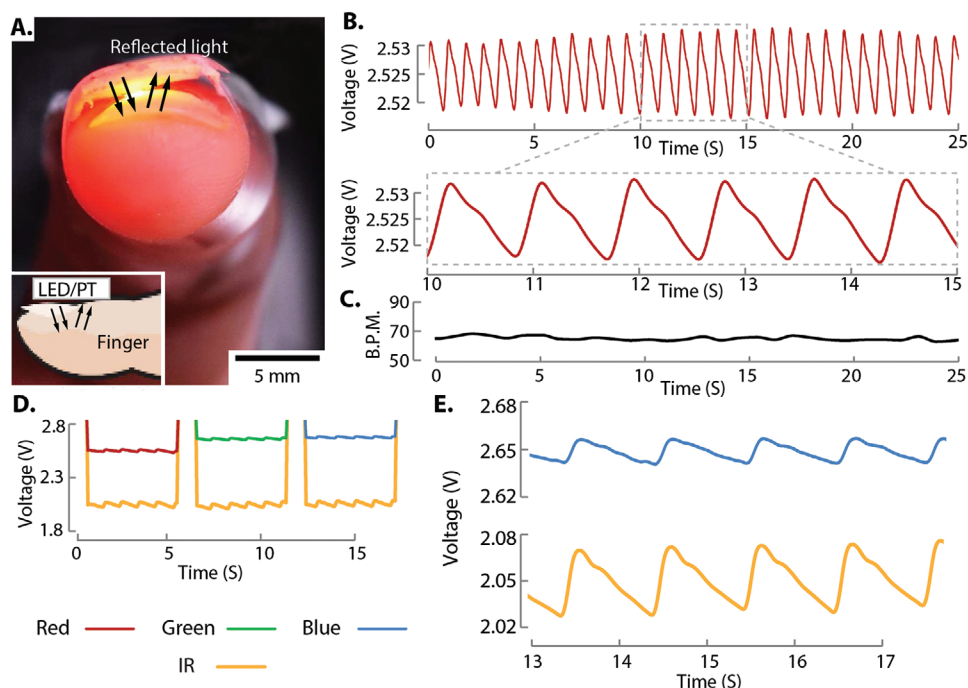 A.
Reflected light
LED/PT
Finger
5 mm
B.
Voltage (V)
2.53
2.525
2.52
0
5
10
15
20
25
Time (S)
Voltage (V)
2.53
2.525
2.52
10
11
12
13
14
15
Time (S)
C.
B.P.M.
90
70
50
0
5
10
15
20
25
Time (S)
D.
Voltage (V)
2.8
2.3
1.8
0
5
10
15
Time (S)
Red
Green
Blue
IR
E.
Voltage (V)
2.68
2.65
2.62
2.08
2.05
2.02
13
14
15
16
17
Time (S)